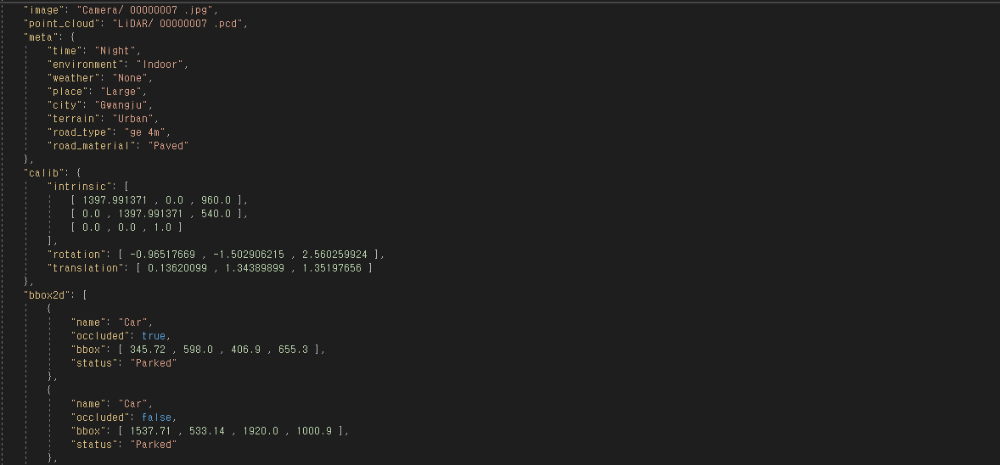 "image": "Camera/ 00000007 .jpg",
"point_cloud": "LiDAR/ 00000007 .pcd",
"meta": {
"time": "Night",
"environment": "Indoor",
"weather": "None",
"place": "Large",
"city": "Gwangju",
"terrain": "Urban",
"road_type": "ge 4m",
"road_material": "Paved"
},
"calib": {
"intrinsic": [
[ 1397.991371 , 0.0 , 960.0 ],
[ 0.0 , 1397.991371 , 540.0 ],
[ 0.0 , 0.0 , 1.0 ]
],
"rotation": [ -0.96517669 , -1.502906215 , 2.560259924 ],
"translation": [ 0.13620099 , 1.34389899 , 1.35197656 ]
},
"bbox2d": [
{
"name": "Car",
"occluded": true,
"bbox": [ 345.72 , 598.0 , 406.9 , 655.3 ],
"status": "Parked"
},
{
"name": "Car",
"occluded": false,
"bbox": [ 1537.71 , 533.14 , 1920.0 , 1000.9 ],
"status": "Parked"
},